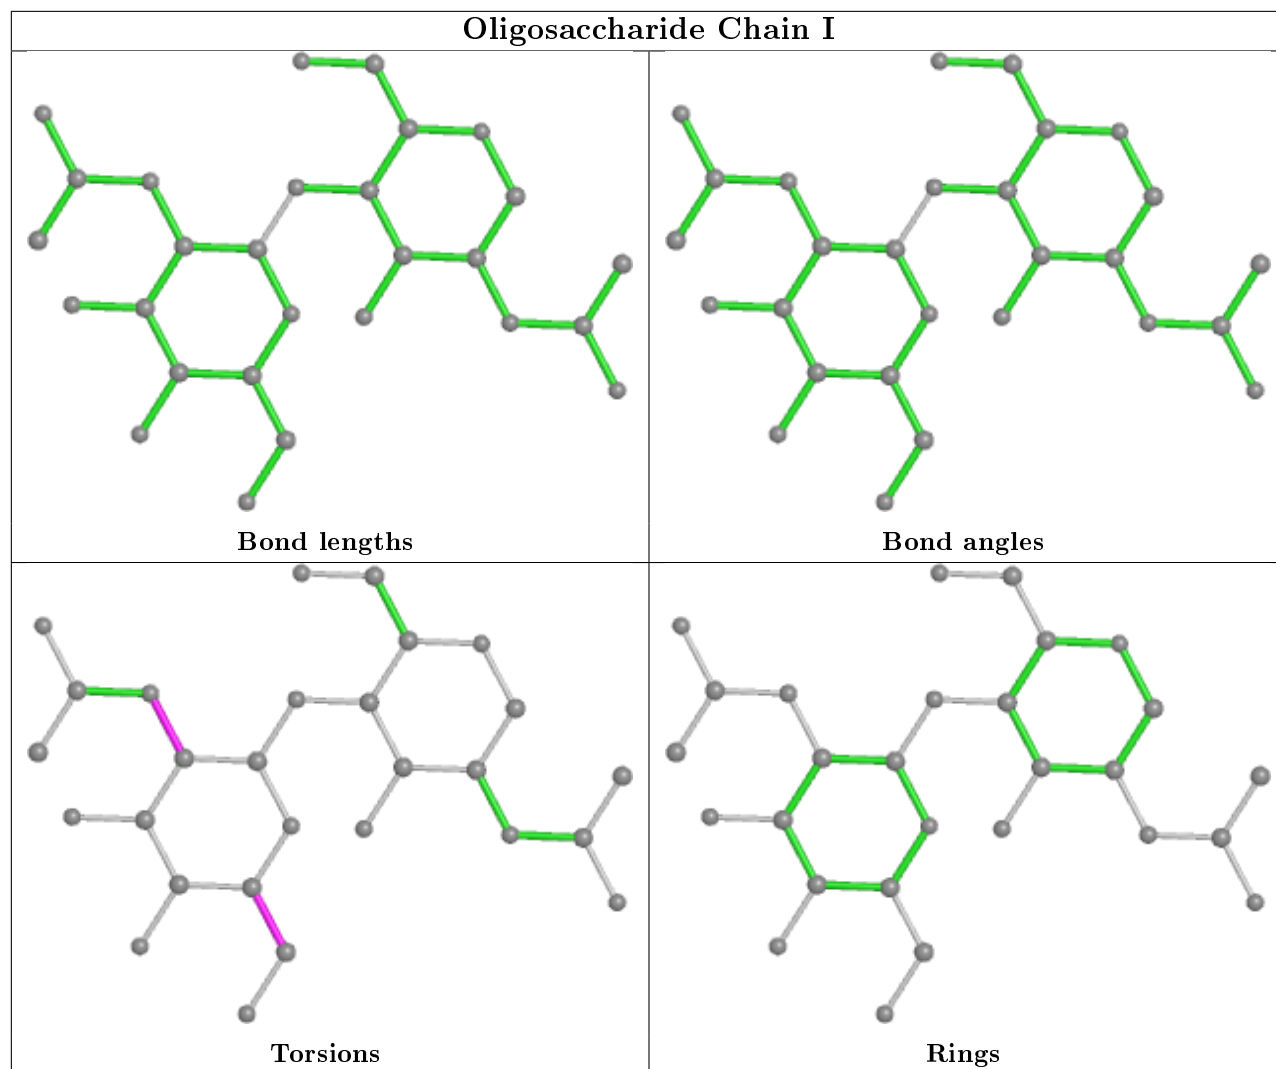 Oligosaccharide Chain I
Bond lengths
Bond angles
Torsions
Rings